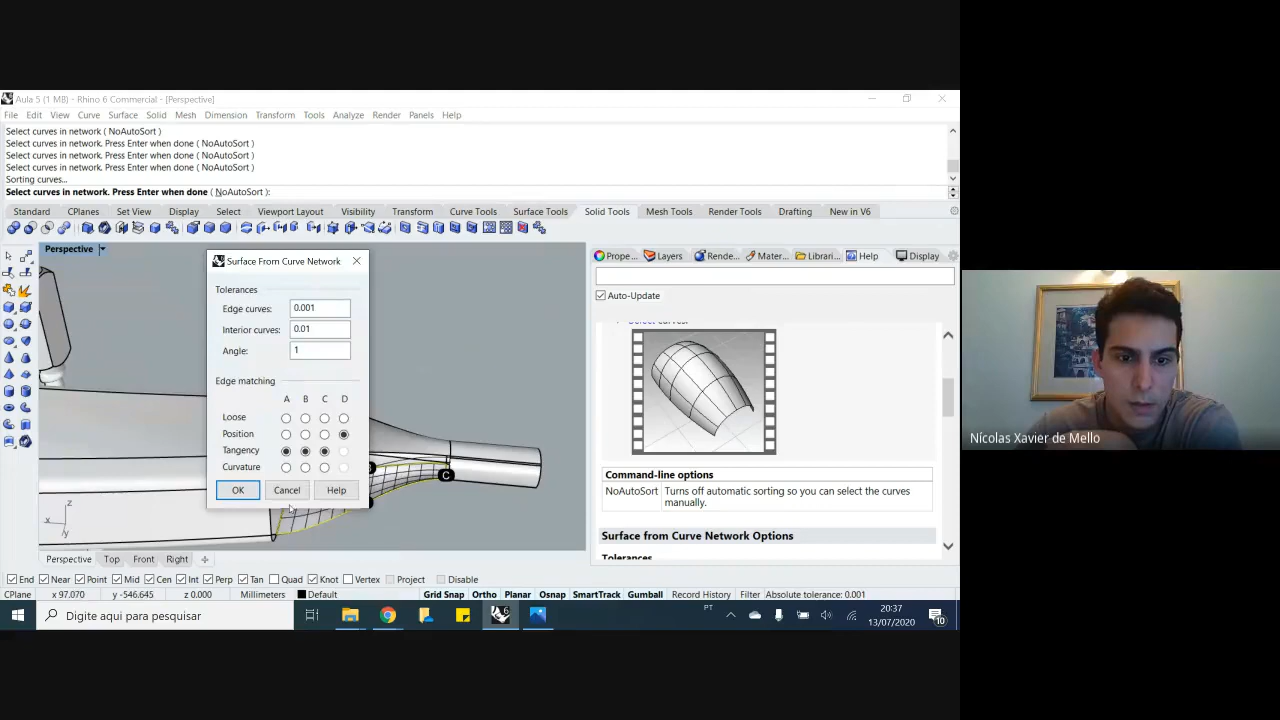 Aula 5 (1 MB) - Rhino 6 Commercial - [Perspective]
File Edit View Curve Surface Solid Mesh Dimension Transform Tools Analyze Render Panels Help
Select curves in network ( NoAutoSort )
Select curves in network. Press Enter when done ( NoAutoSort )
Select curves in network. Press Enter when done ( NoAutoSort )
Select curves in network. Press Enter when done ( NoAutoSort )
Sorting curves...
Select curves in network. Press Enter when done ( NoAutoSort ):
Standard CPlanes Set View Display Select Viewport Layout Visibility Transform Curve Tools Surface Tools Solid Tools Mesh Tools Render Tools Drafting New in V6
Perspective
Surface From Curve Network
Tolerances
Edge curves: 0.001
Interior curves: 0.01
Angle: 1
Edge matching
A B C D
Loose
Position
Tangency
Curvature
OK Cancel Help
C
z
x
y
Perspective Top Front Right
Prope... Layers Rende... Mater... Librari... Help Display
Auto-Update
Select curves.
Command-line options
NoAutoSort Turns off automatic sorting so you can select the curves
manually.
Surface from Curve Network Options
Tolerances
End Near Point Mid Cen Int Perp Tan Quad Knot Vertex Project Disable
CPlane x 97.070 y -546.645 z 0.000 Millimeters Default Grid Snap Ortho Planar Osnap SmartTrack Gumball Record History Filter Absolute tolerance: 0.001
Digite aqui para pesquisar
PT
20:37
13/07/2020
10
Nícolas Xavier de Mello